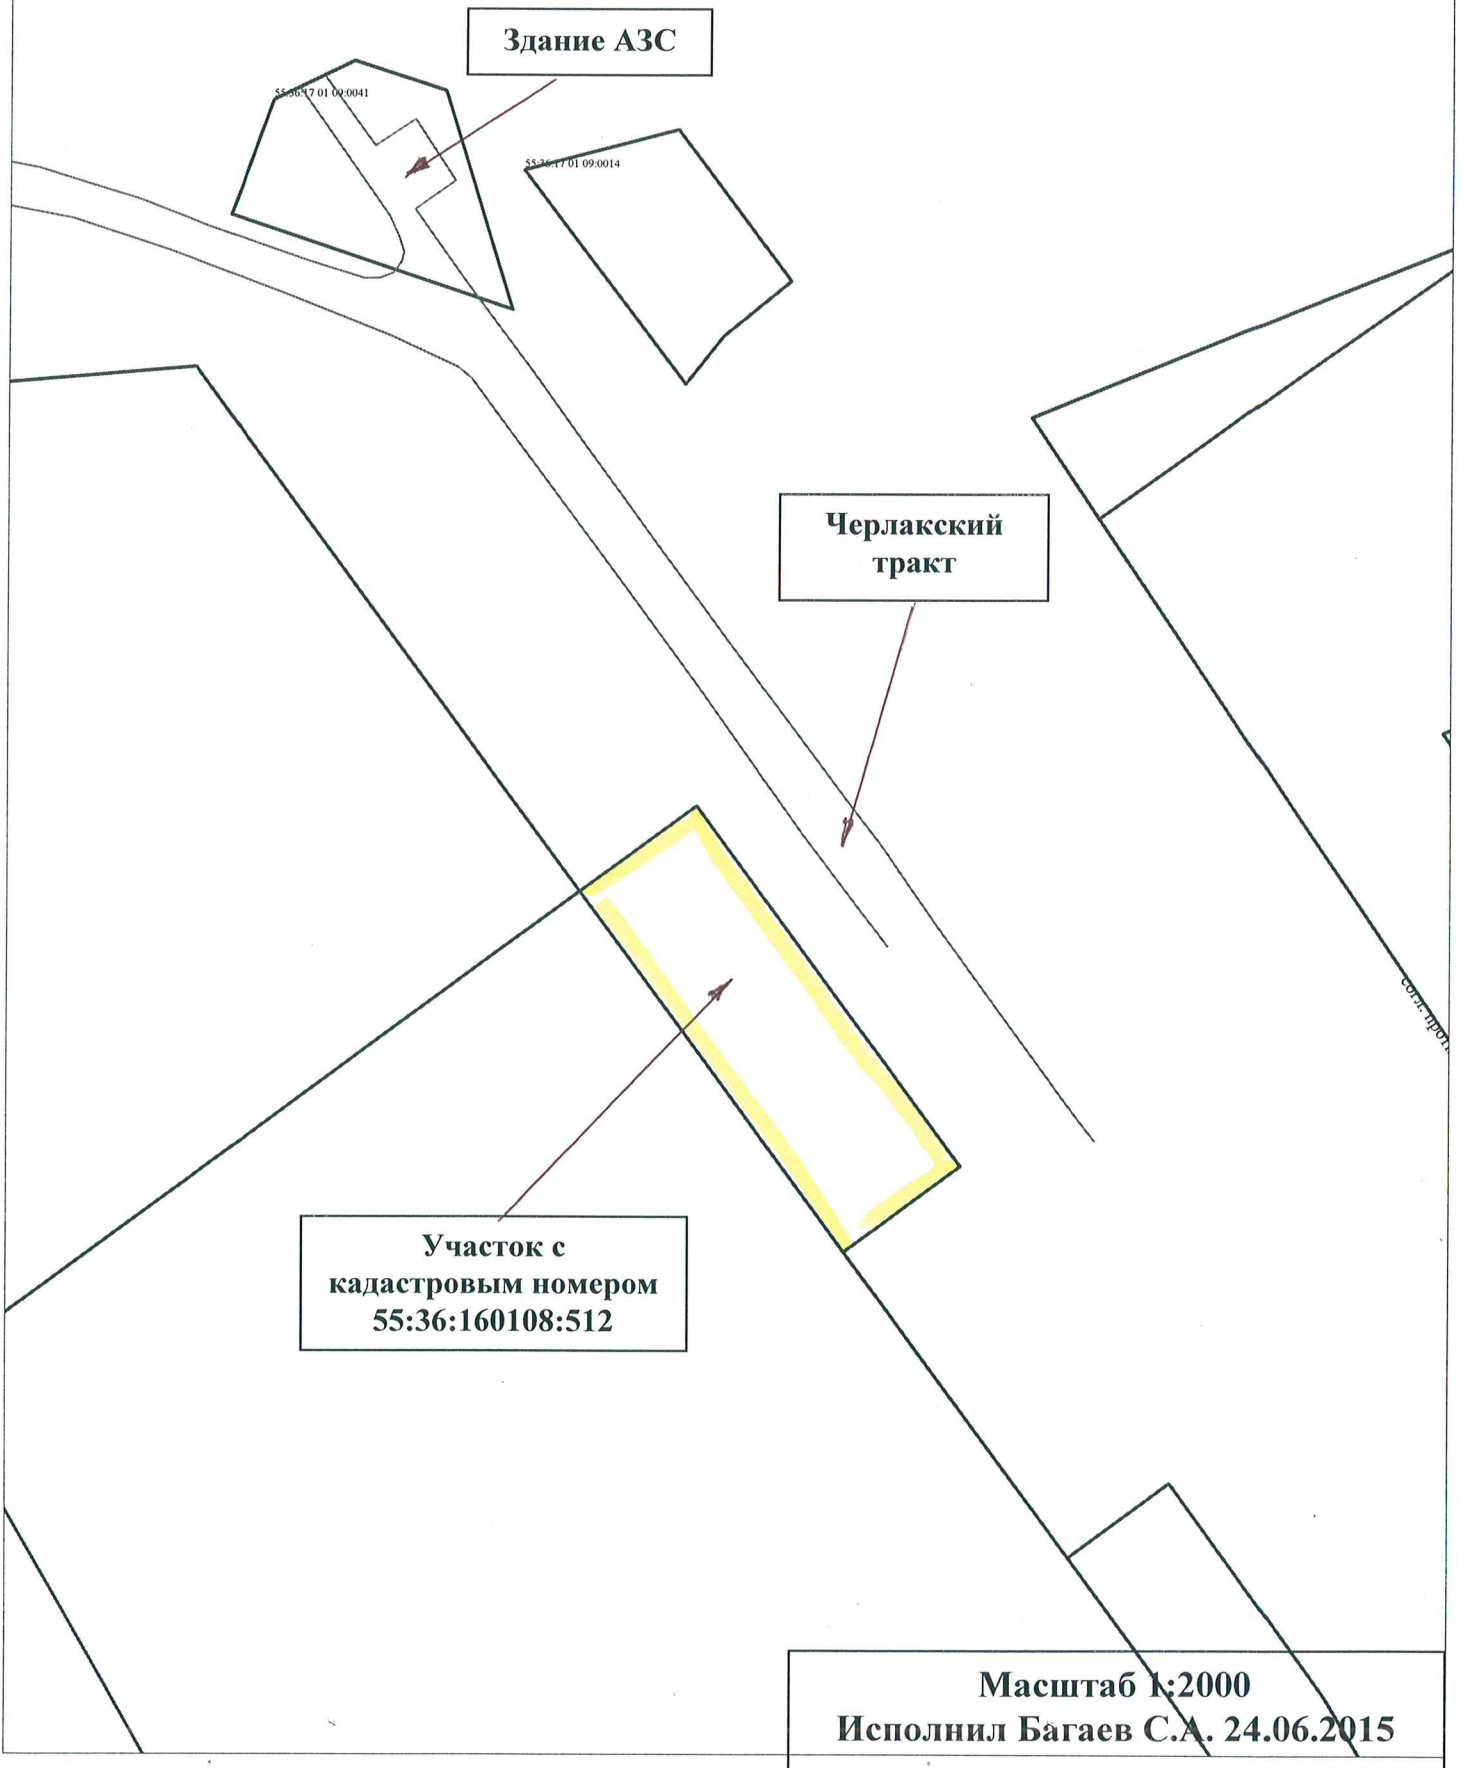 Здание АЗС
55:36:17 01 09:0041
55:36:17 01 09:0014
Черлакский
тракт
согл.
Участок с
кадастровым номером
55:36:160108:512
Масштаб 1:2000
Исполнил Багаев С.А. 24.06.2015